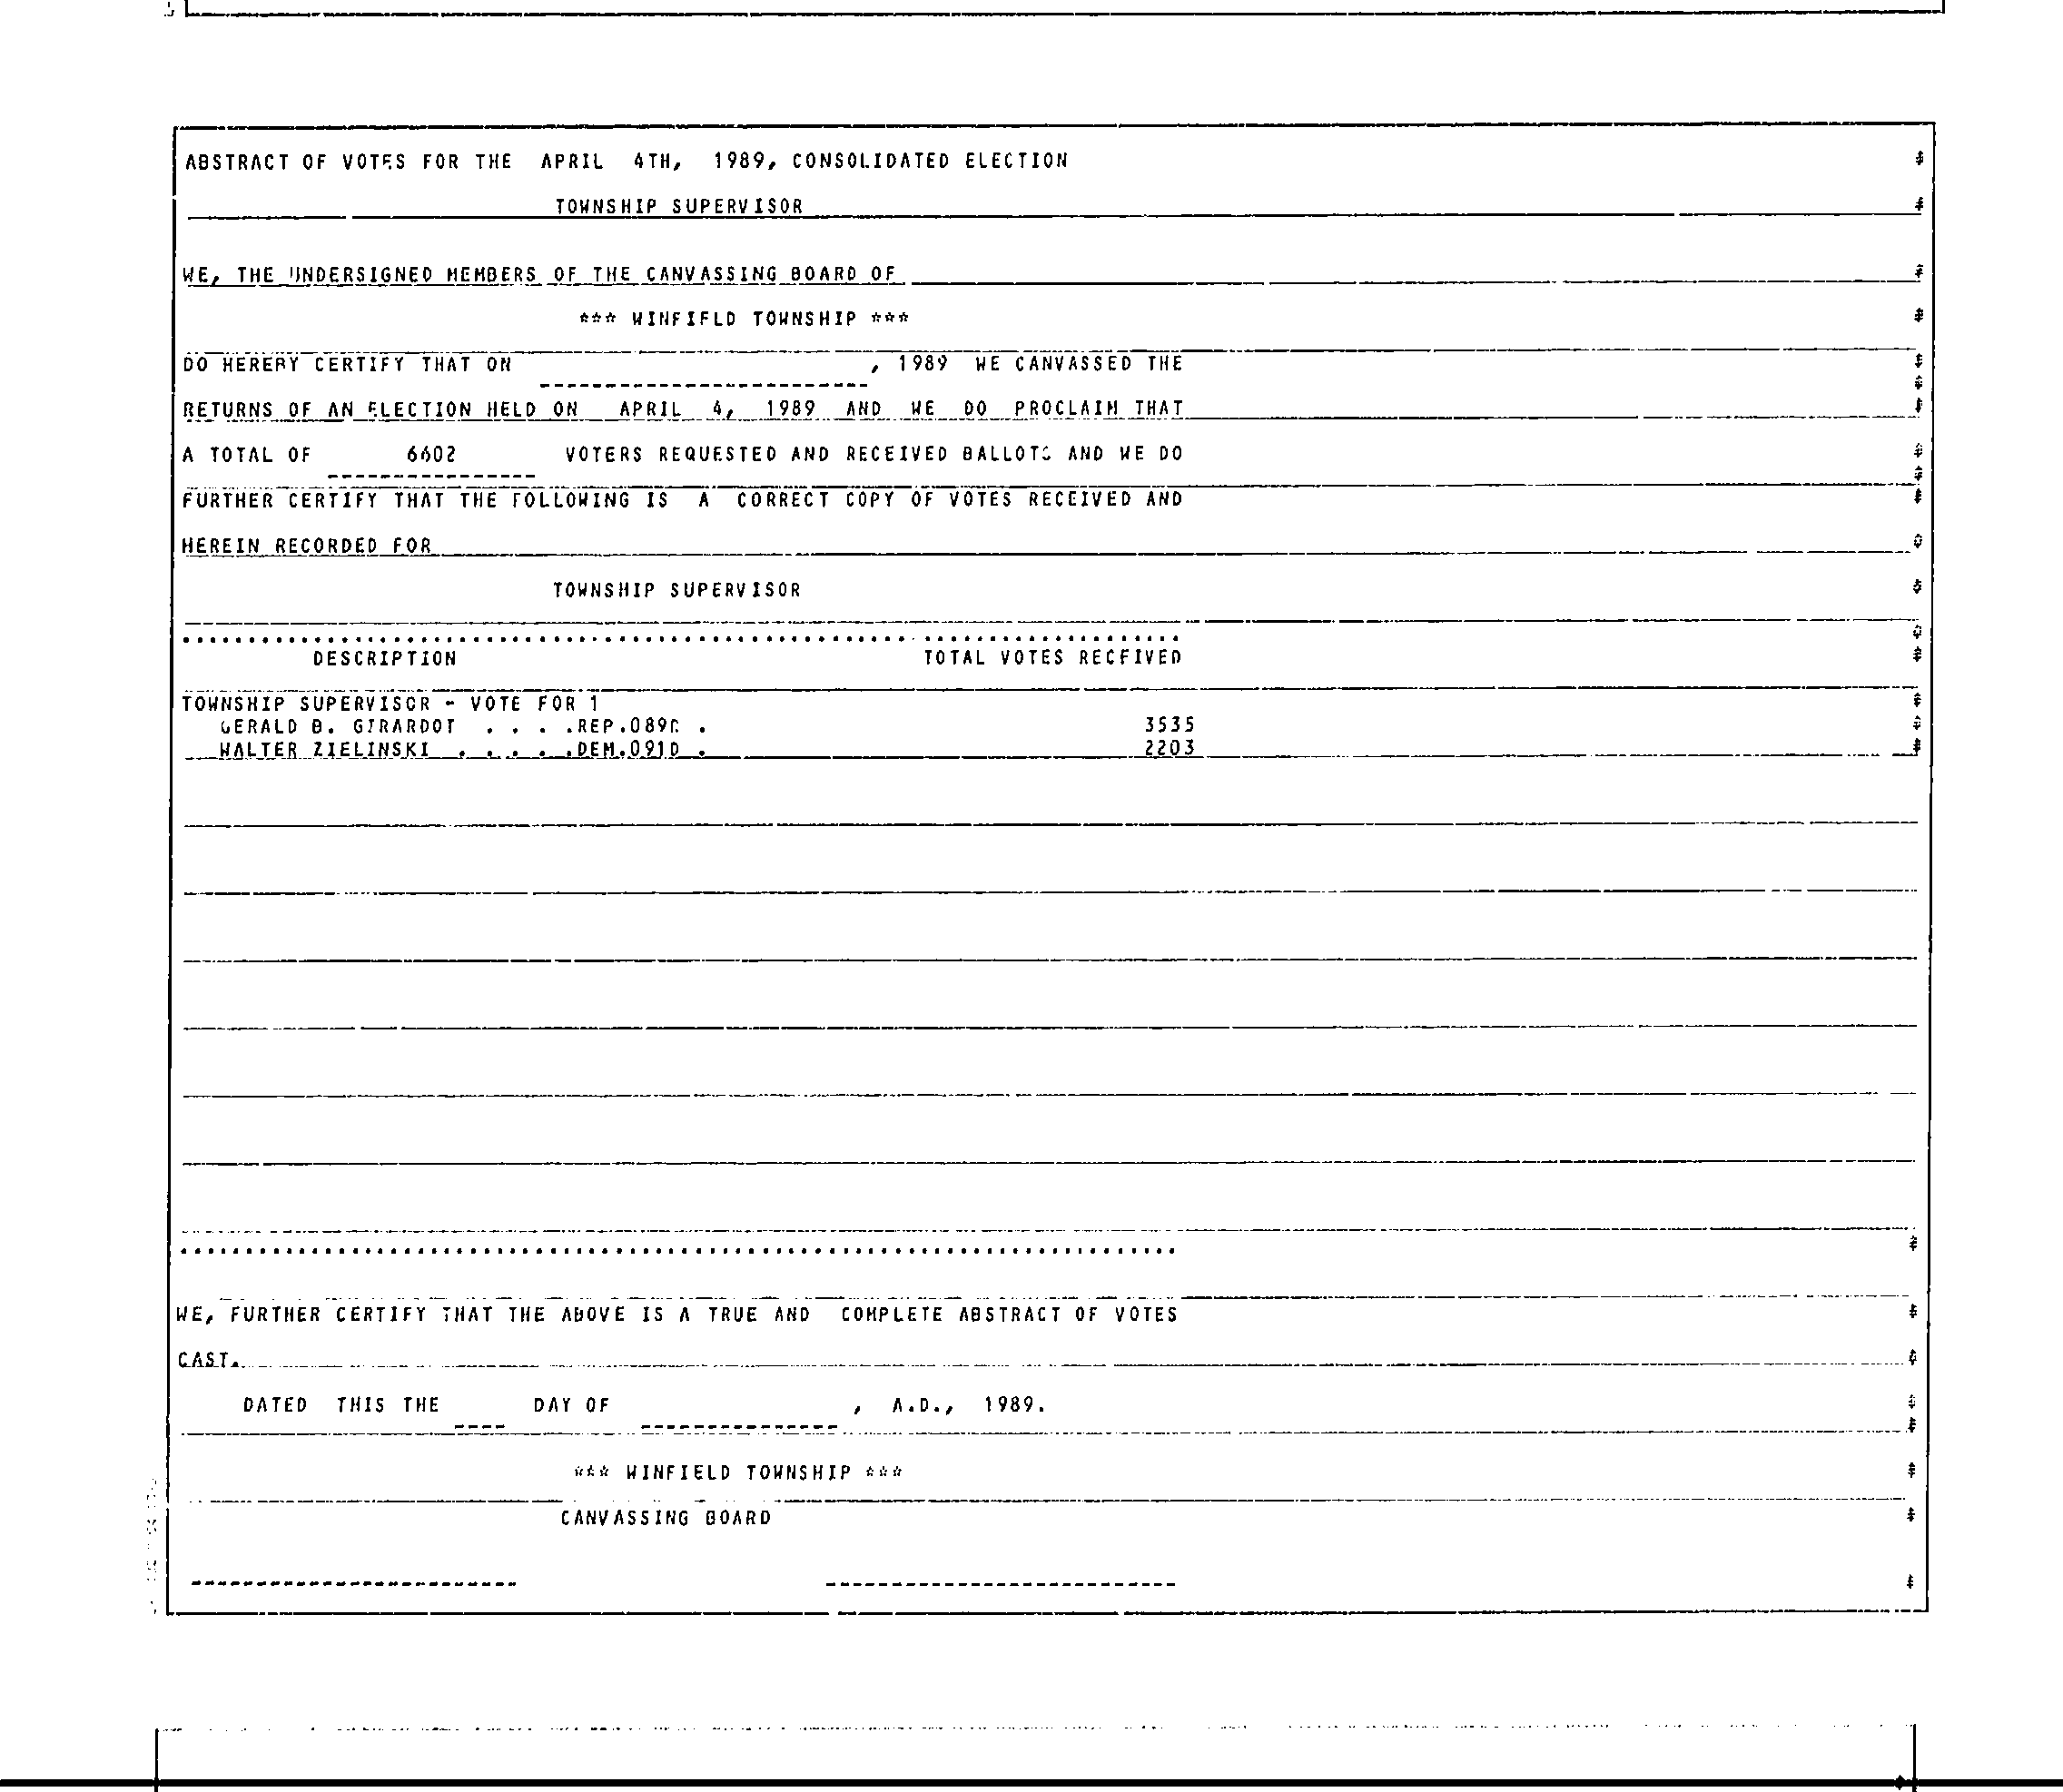 ABSTRACT OF VOTES FOR THE APRIL 4TH, 1989, CONSOLIDATED ELECTION
TOWNSHIP SUPERVISOR
WE, THE UNDERSIGNED MEMBERS OF THE CANVASSING BOARD OF
*** WINFIELD TOWNSHIP ***
DO HEREBY CERTIFY THAT ON , 1989 WE CANVASSED THE
RETURNS OF AN ELECTION HELD ON APRIL 4, 1989 AND WE DO PROCLAIM THAT
A TOTAL OF 6602 VOTERS REQUESTED AND RECEIVED BALLOTS AND WE DO
FURTHER CERTIFY THAT THE FOLLOWING IS A CORRECT COPY OF VOTES RECEIVED AND
HEREIN RECORDED FOR
TOWNSHIP SUPERVISOR
DESCRIPTION TOTAL VOTES RECEIVED
TOWNSHIP SUPERVISOR - VOTE FOR 1
GERALD B. GIRARDOT . . . .REP. . 3535
WALTER ZIELINSKI . . . . .DEM.091D . 2203
WE, FURTHER CERTIFY THAT THE ABOVE IS A TRUE AND COMPLETE ABSTRACT OF VOTES
CAST.
DATED THIS THE ---- DAY OF , A.D., 1989.
*** WINFIELD TOWNSHIP ***
CANVASSING BOARD